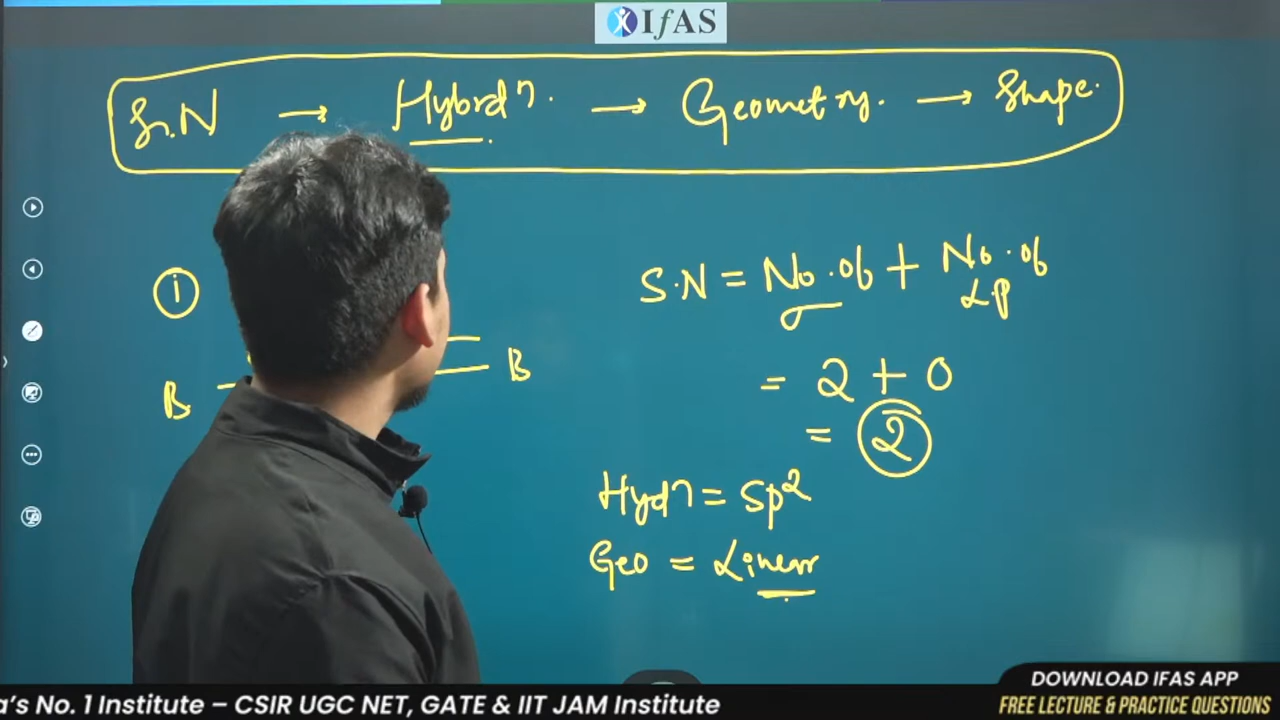 IfAS
S.N → Hybrdn. → Geometry. → Shape.
i
S.N = No. of σ + No. of L.p
B B
= 2 + 0
= 2
Hydn = Sp2
Geo = Linear
a's No. 1 Institute – CSIR UGC NET, GATE & IIT JAM Institute
DOWNLOAD IFAS APP
FREE LECTURE & PRACTICE QUESTIONS